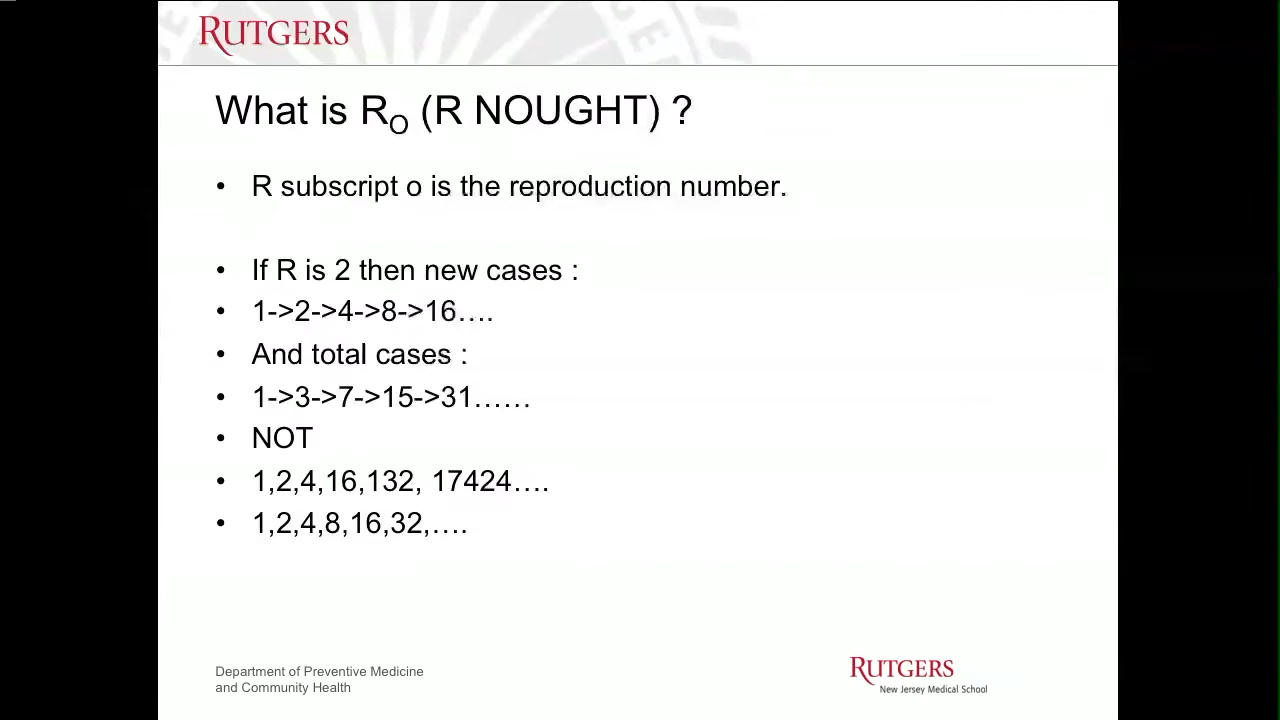 RUTGERS
What is RO (R NOUGHT) ?
• R subscript o is the reproduction number.
• If R is 2 then new cases :
• 1->2->4->8->16….
• And total cases :
• 1->3->7->15->31……
• NOT
• 1,2,4,16,132, 17424….
• 1,2,4,8,16,32,….
Department of Preventive Medicine
and Community Health
RUTGERS
New Jersey Medical School